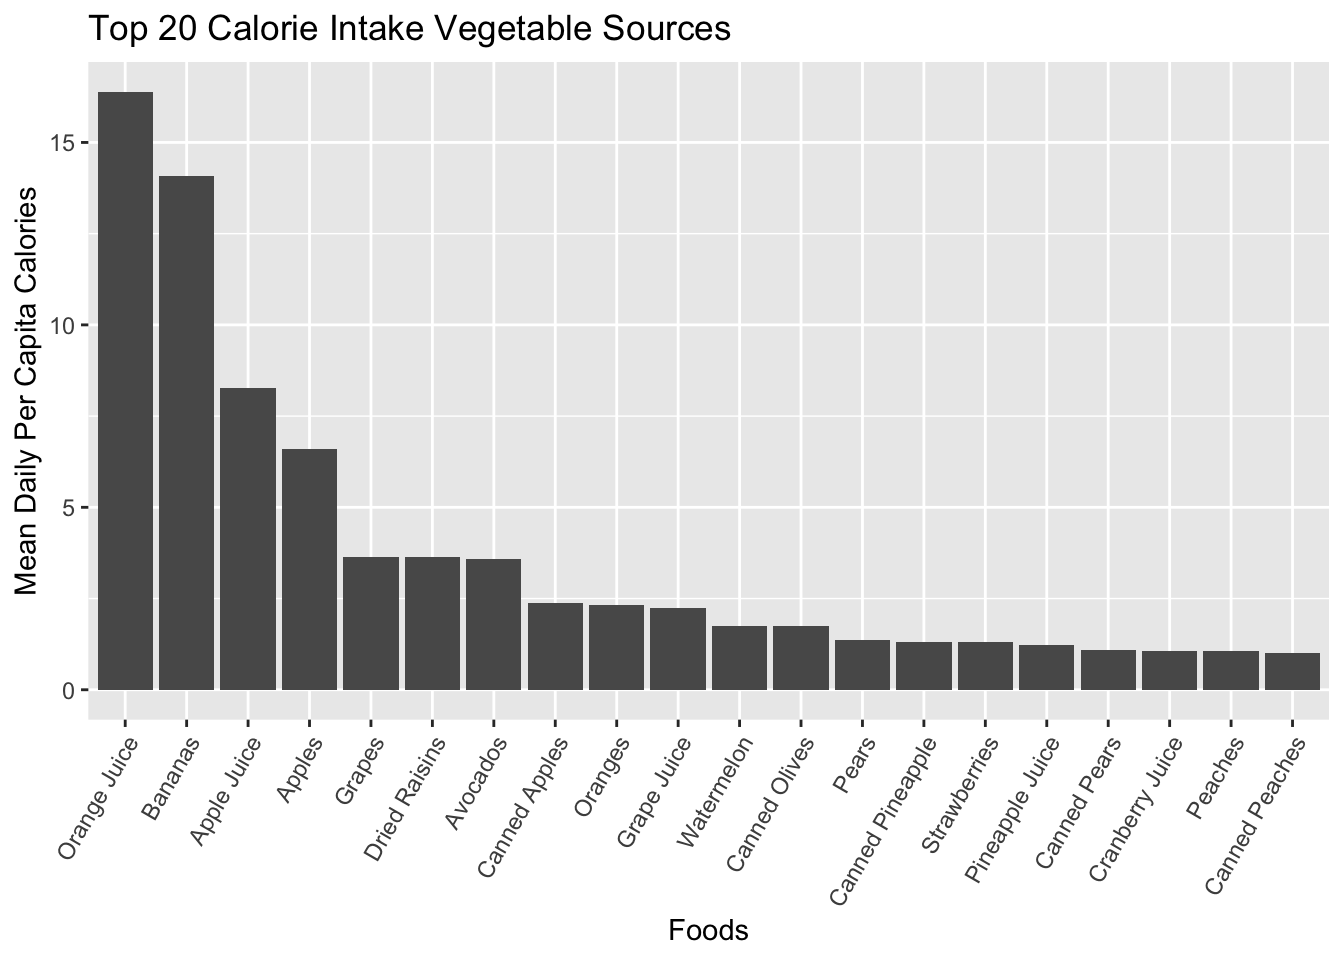 Top 20 Calorie Intake Vegetable Sources
Mean Daily Per Capita Calories
15
10
5
0
Orange Juice
Bananas
Apple Juice
Apples
Grapes
Dried Raisins
Avocados
Canned Apples
Oranges
Grape Juice
Watermelon
Canned Olives
Pears
Canned Pineapple
Strawberries
Pineapple Juice
Canned Pears
Cranberry Juice
Peaches
Canned Peaches
Foods